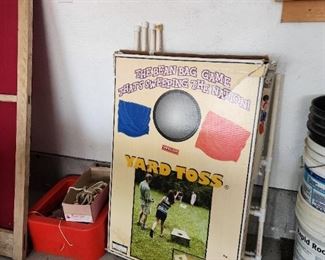 THE BEAN BAG GAME
THAT'S SWEEPING THE NATION!
YARD TOSS®